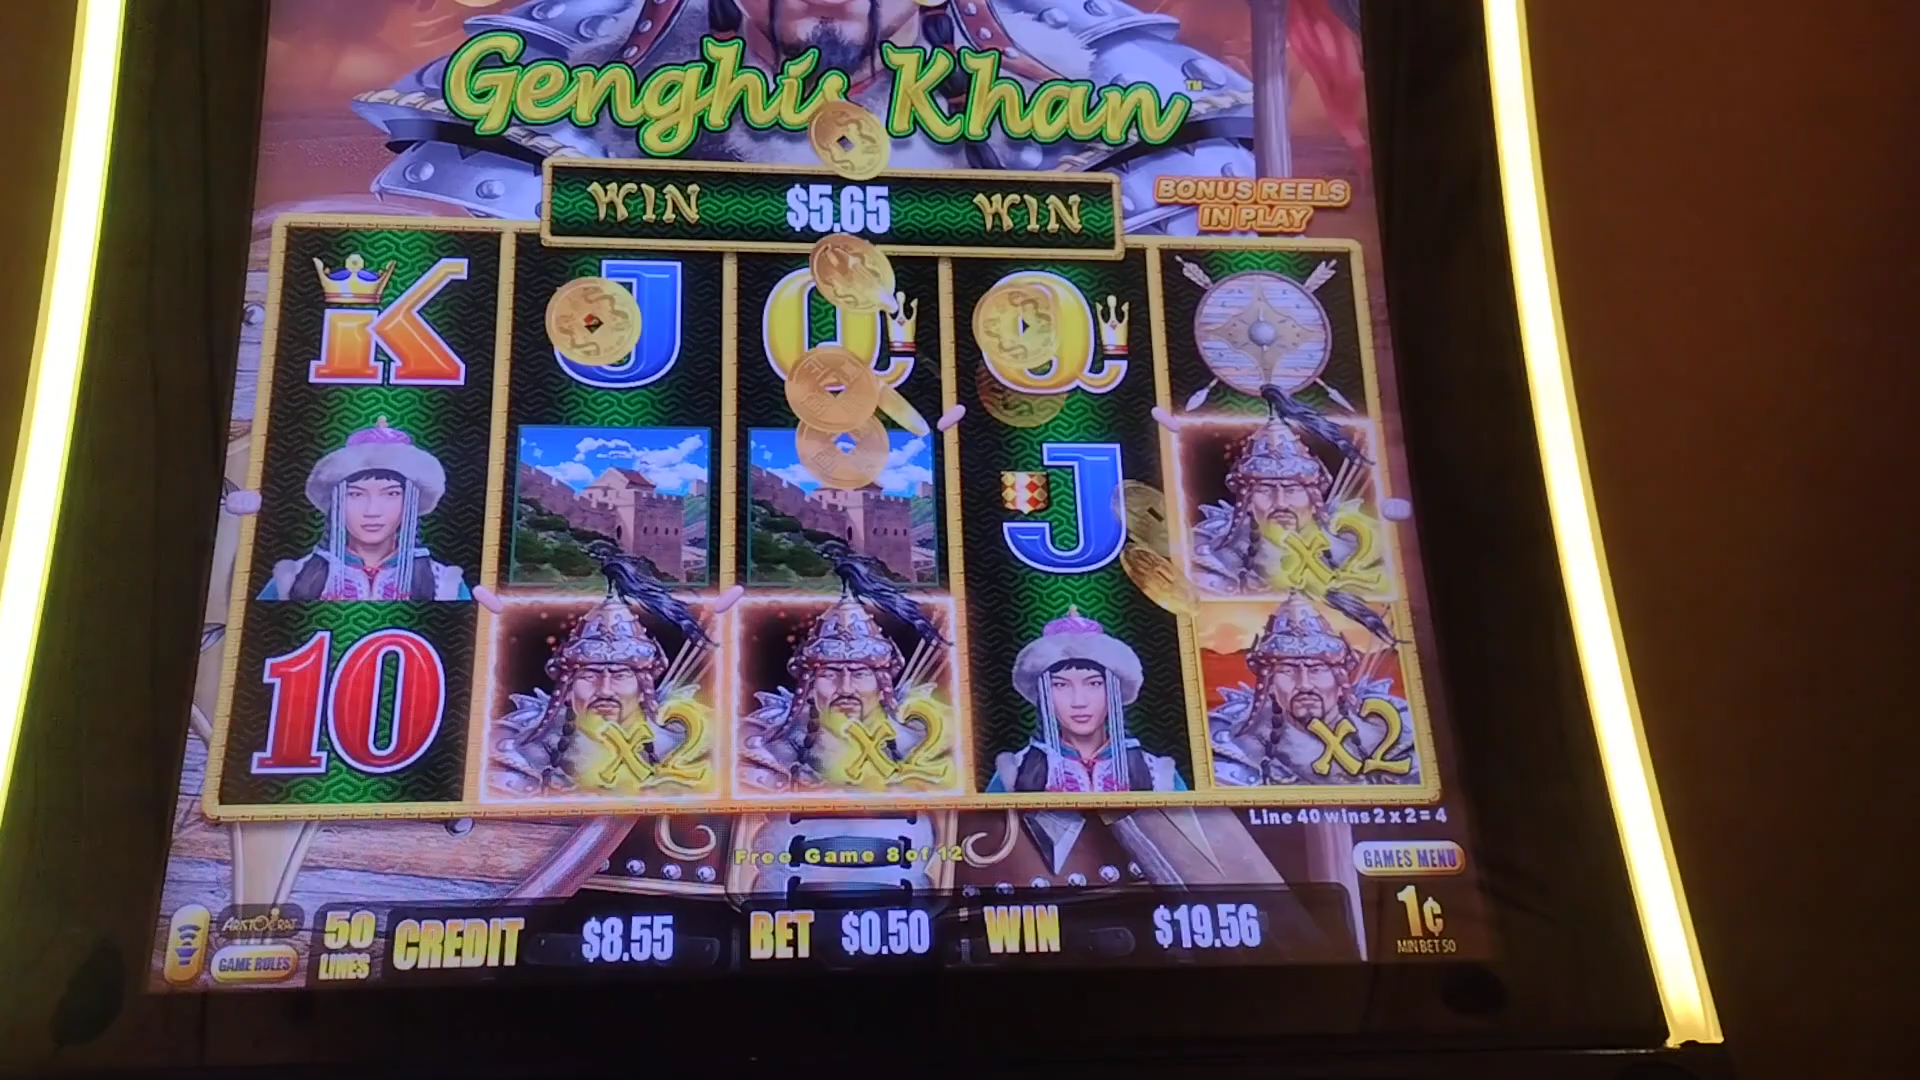 Genghis Khan™
WIN $5.65 WIN
BONUS REELS
IN PLAY
K J Q Q
J x2
10 x2 x2 x2
Line 40 wins 2 x 2 = 4
Free Game 8 of 12
GAMES MENU
ARISTOCRAT
GAME RULES
50
LINES
CREDIT $8.55 BET $0.50 WIN $19.56
1¢
MIN BET 50